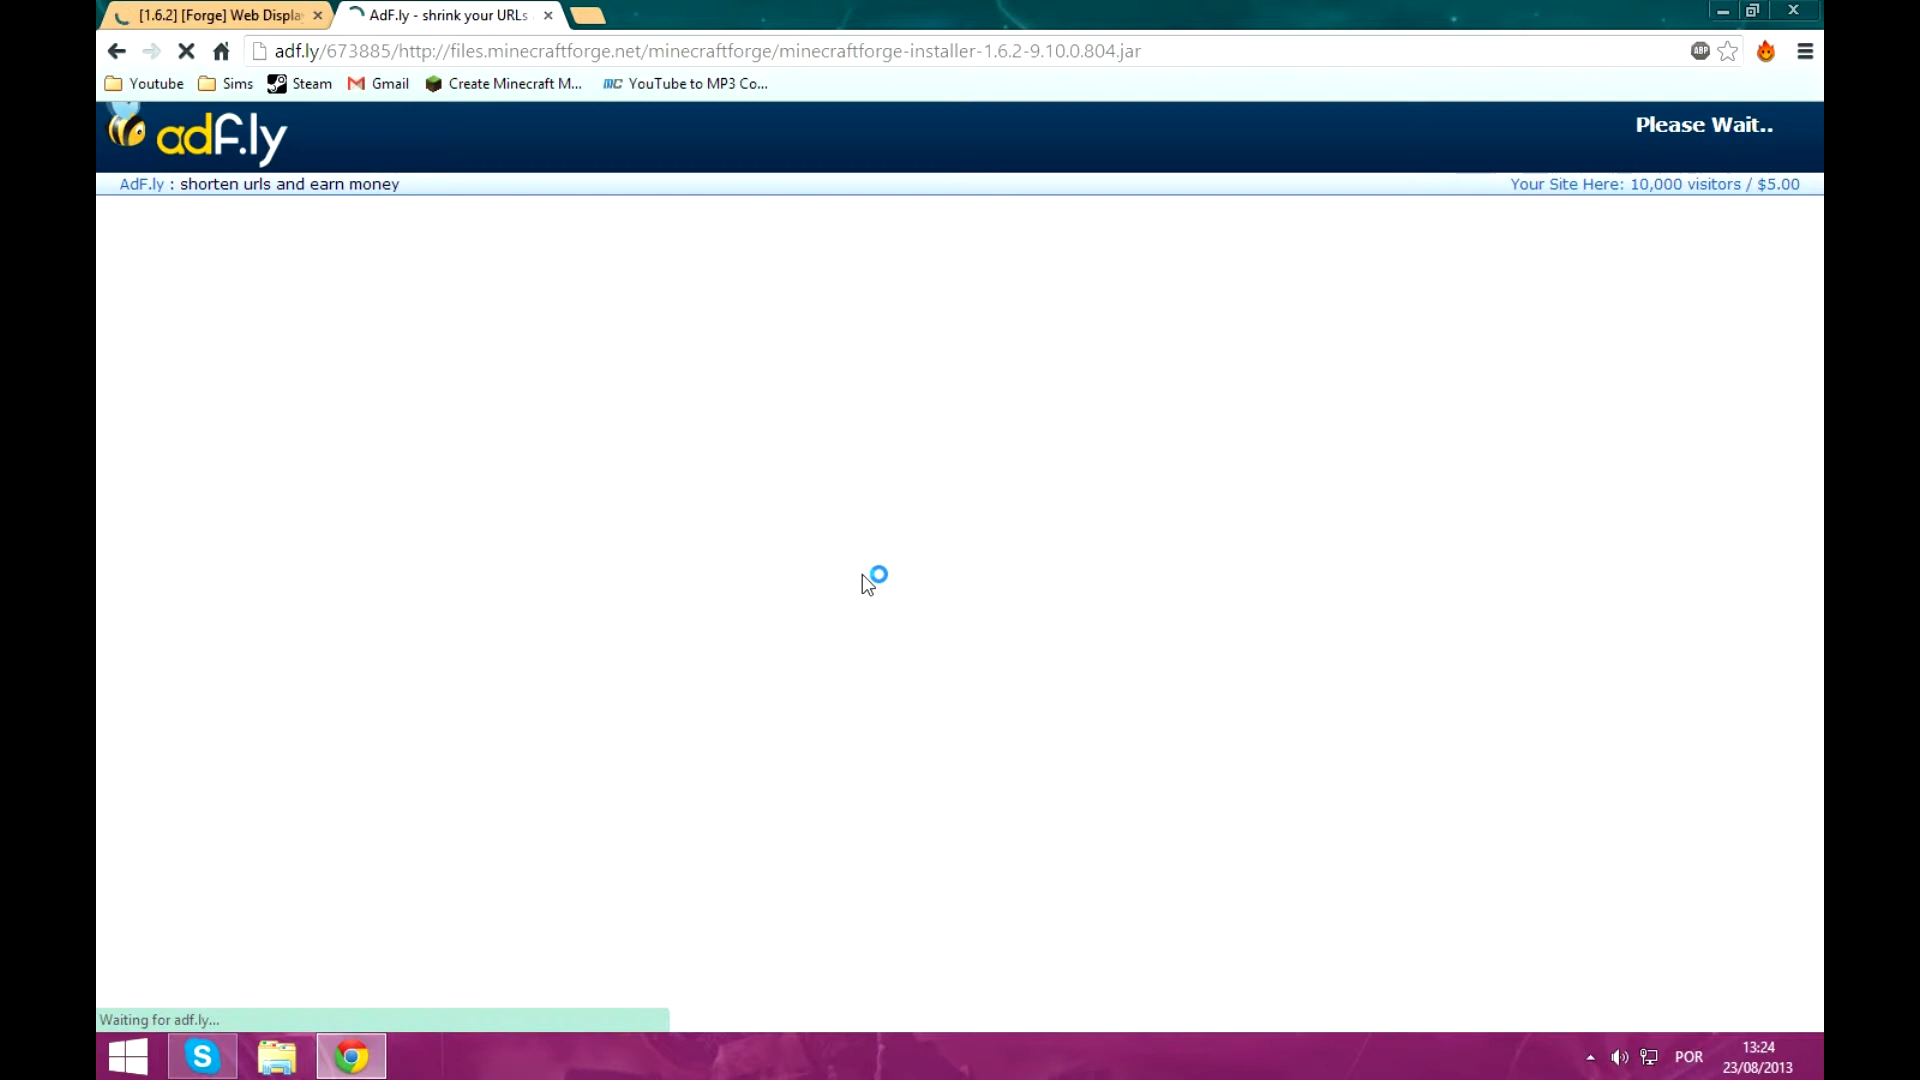 [1.6.2] [Forge] Web Displa
AdF.ly - shrink your URLs
adf.ly/673885/http://files.minecraftforge.net/minecraftforge/minecraftforge-installer-1.6.2-9.10.0.804.jar
ABP
Youtube
Sims
Steam
Gmail
Create Minecraft M...
MC YouTube to MP3 Co...
adf.ly
Please Wait..
AdF.ly : shorten urls and earn money
Your Site Here: 10,000 visitors / $5.00
Waiting for adf.ly...
POR
13:24
23/08/2013